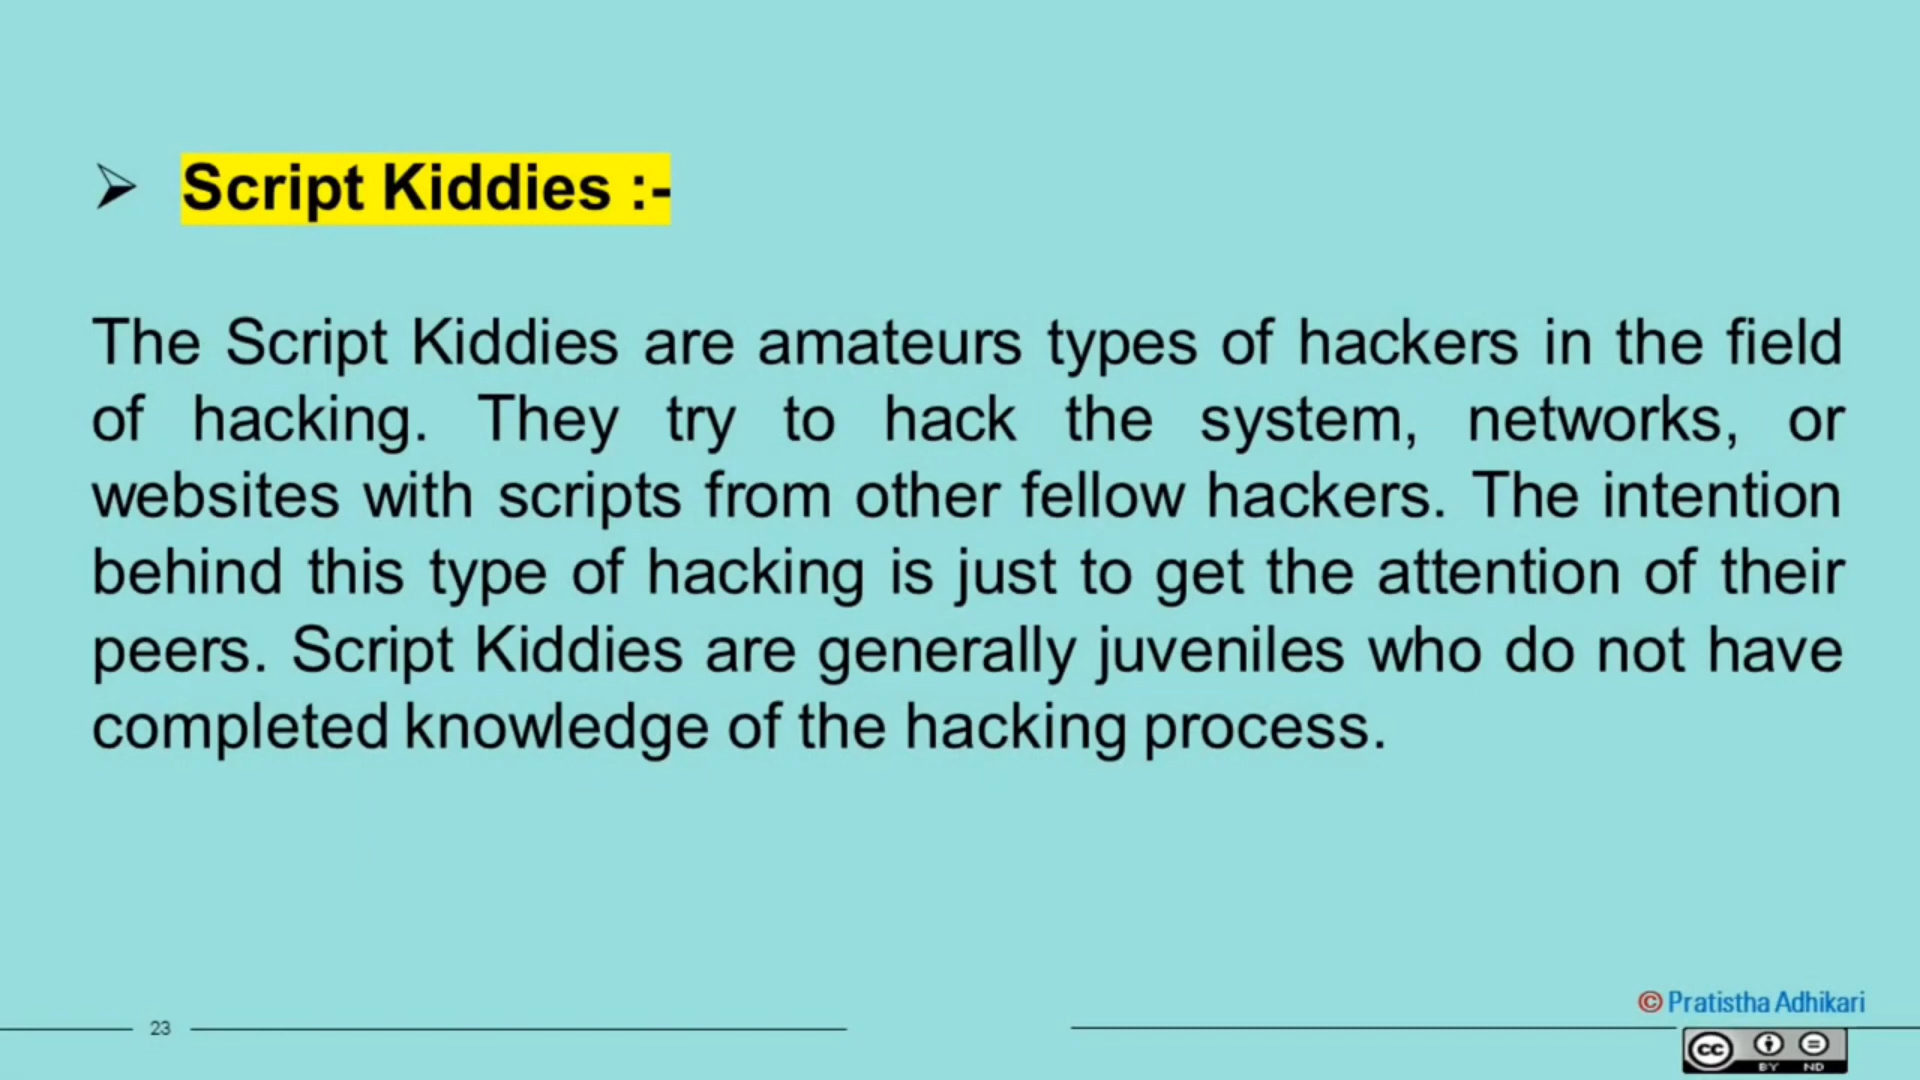 Script Kiddies :-
The Script Kiddies are amateurs types of hackers in the field
of hacking. They try to hack the system, networks, or
websites with scripts from other fellow hackers. The intention
behind this type of hacking is just to get the attention of their
peers. Script Kiddies are generally juveniles who do not have
completed knowledge of the hacking process.
© Pratistha Adhikari
23
cc BY ND